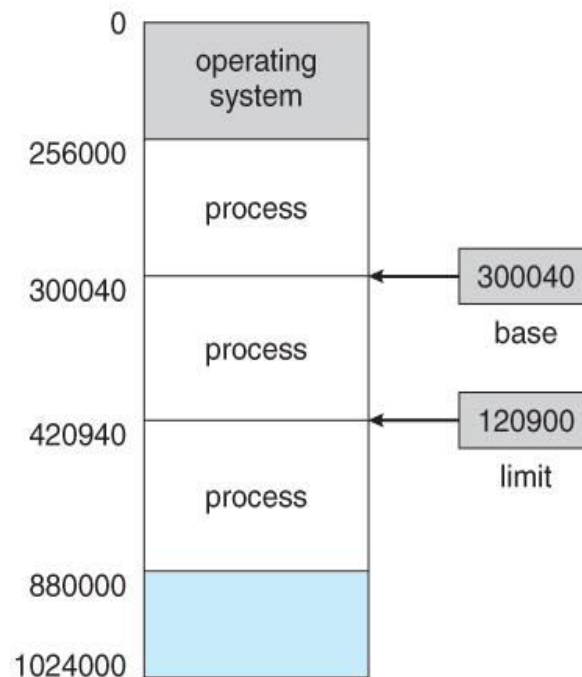 0
operating
system
256000
process
300040
300040
base
process
420940
120900
limit
process
880000
1024000